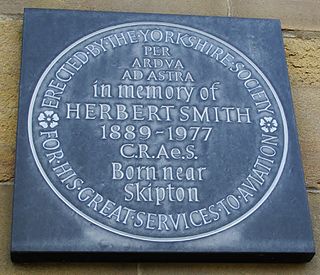 ERECTED BY THE YORKSHIRE SOCIETY
PER
ARDVA
AD ASTRA
in memory of
HERBERT SMITH
1889-1977
C.R.Ae.S.
Born near
Skipton
FOR HIS GREAT SERVICES TO AVIATION